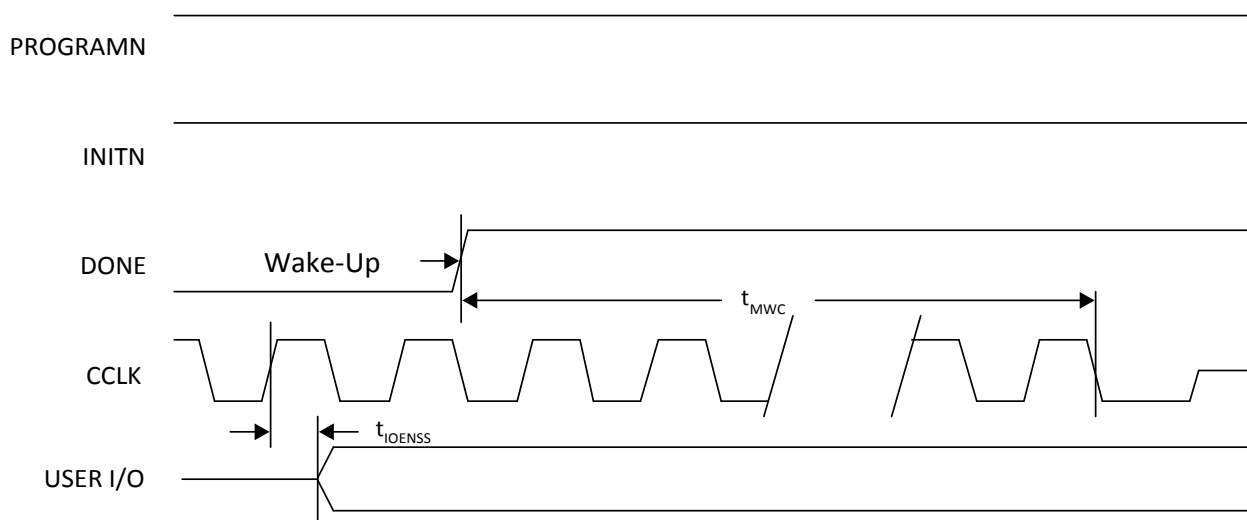 PROGRAMN
INITN
DONE
Wake-Up
tMWC
CCLK
tIOENSS
USER I/O